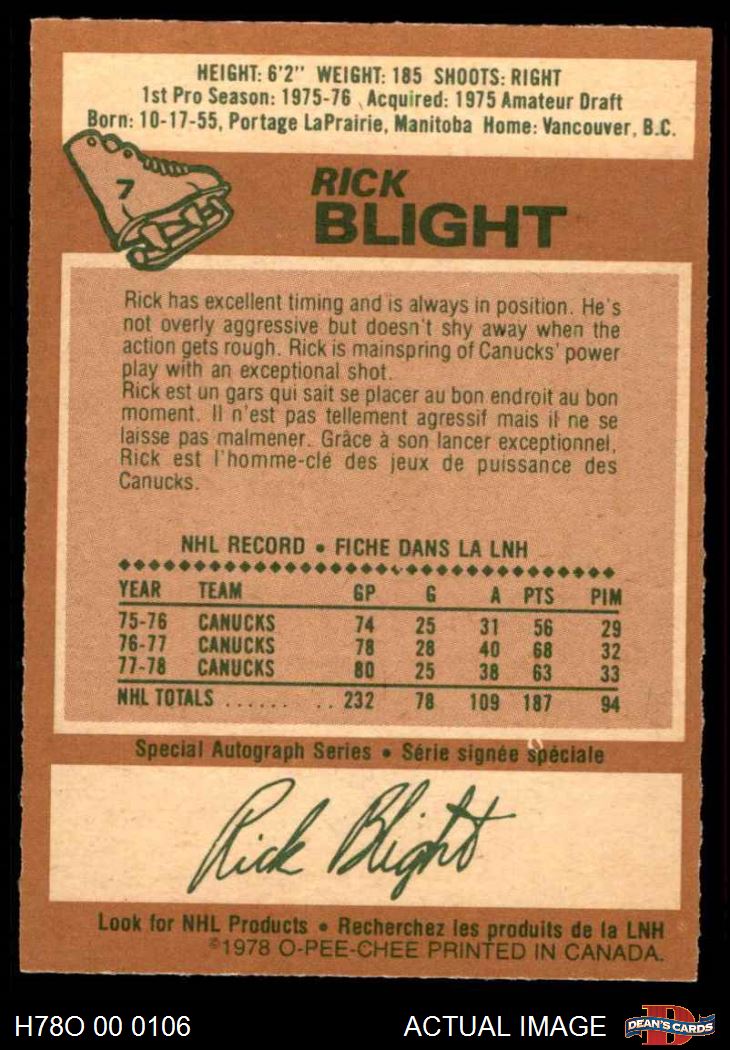 HEIGHT: 6'2" WEIGHT: 185 SHOOTS: RIGHT
1st Pro Season: 1975-76 Acquired: 1975 Amateur Draft
Born: 10-17-55, Portage LaPrairie, Manitoba Home: Vancouver, B.C.
7
RICK
BLIGHT
Rick has excellent timing and is always in position. He's
not overly aggressive but doesn't shy away when the
action gets rough. Rick is mainspring of Canucks' power
play with an exceptional shot.
Rick est un gars qui sait se placer au bon endroit au bon
moment. Il n'est pas tellement agressif mais il ne se
laisse pas malmener. Grâce à son lancer exceptionnel,
Rick est l'homme-clé des jeux de puissance des
Canucks.
NHL RECORD • FICHE DANS LA LNH
YEAR TEAM GP G A PTS PIM
75-76 CANUCKS 74 25 31 56 29
76-77 CANUCKS 78 28 40 68 32
77-78 CANUCKS 80 25 38 63 33
NHL TOTALS ...... .. 232 78 109 187 94
Special Autograph Series • Série signée spéciale
Rick Blight
Look for NHL Products • Recherchez les produits de la LNH
©1978 O-PEE-CHEE PRINTED IN CANADA.
H78O 00 0106 ACTUAL IMAGE D DEAN'S CARDS